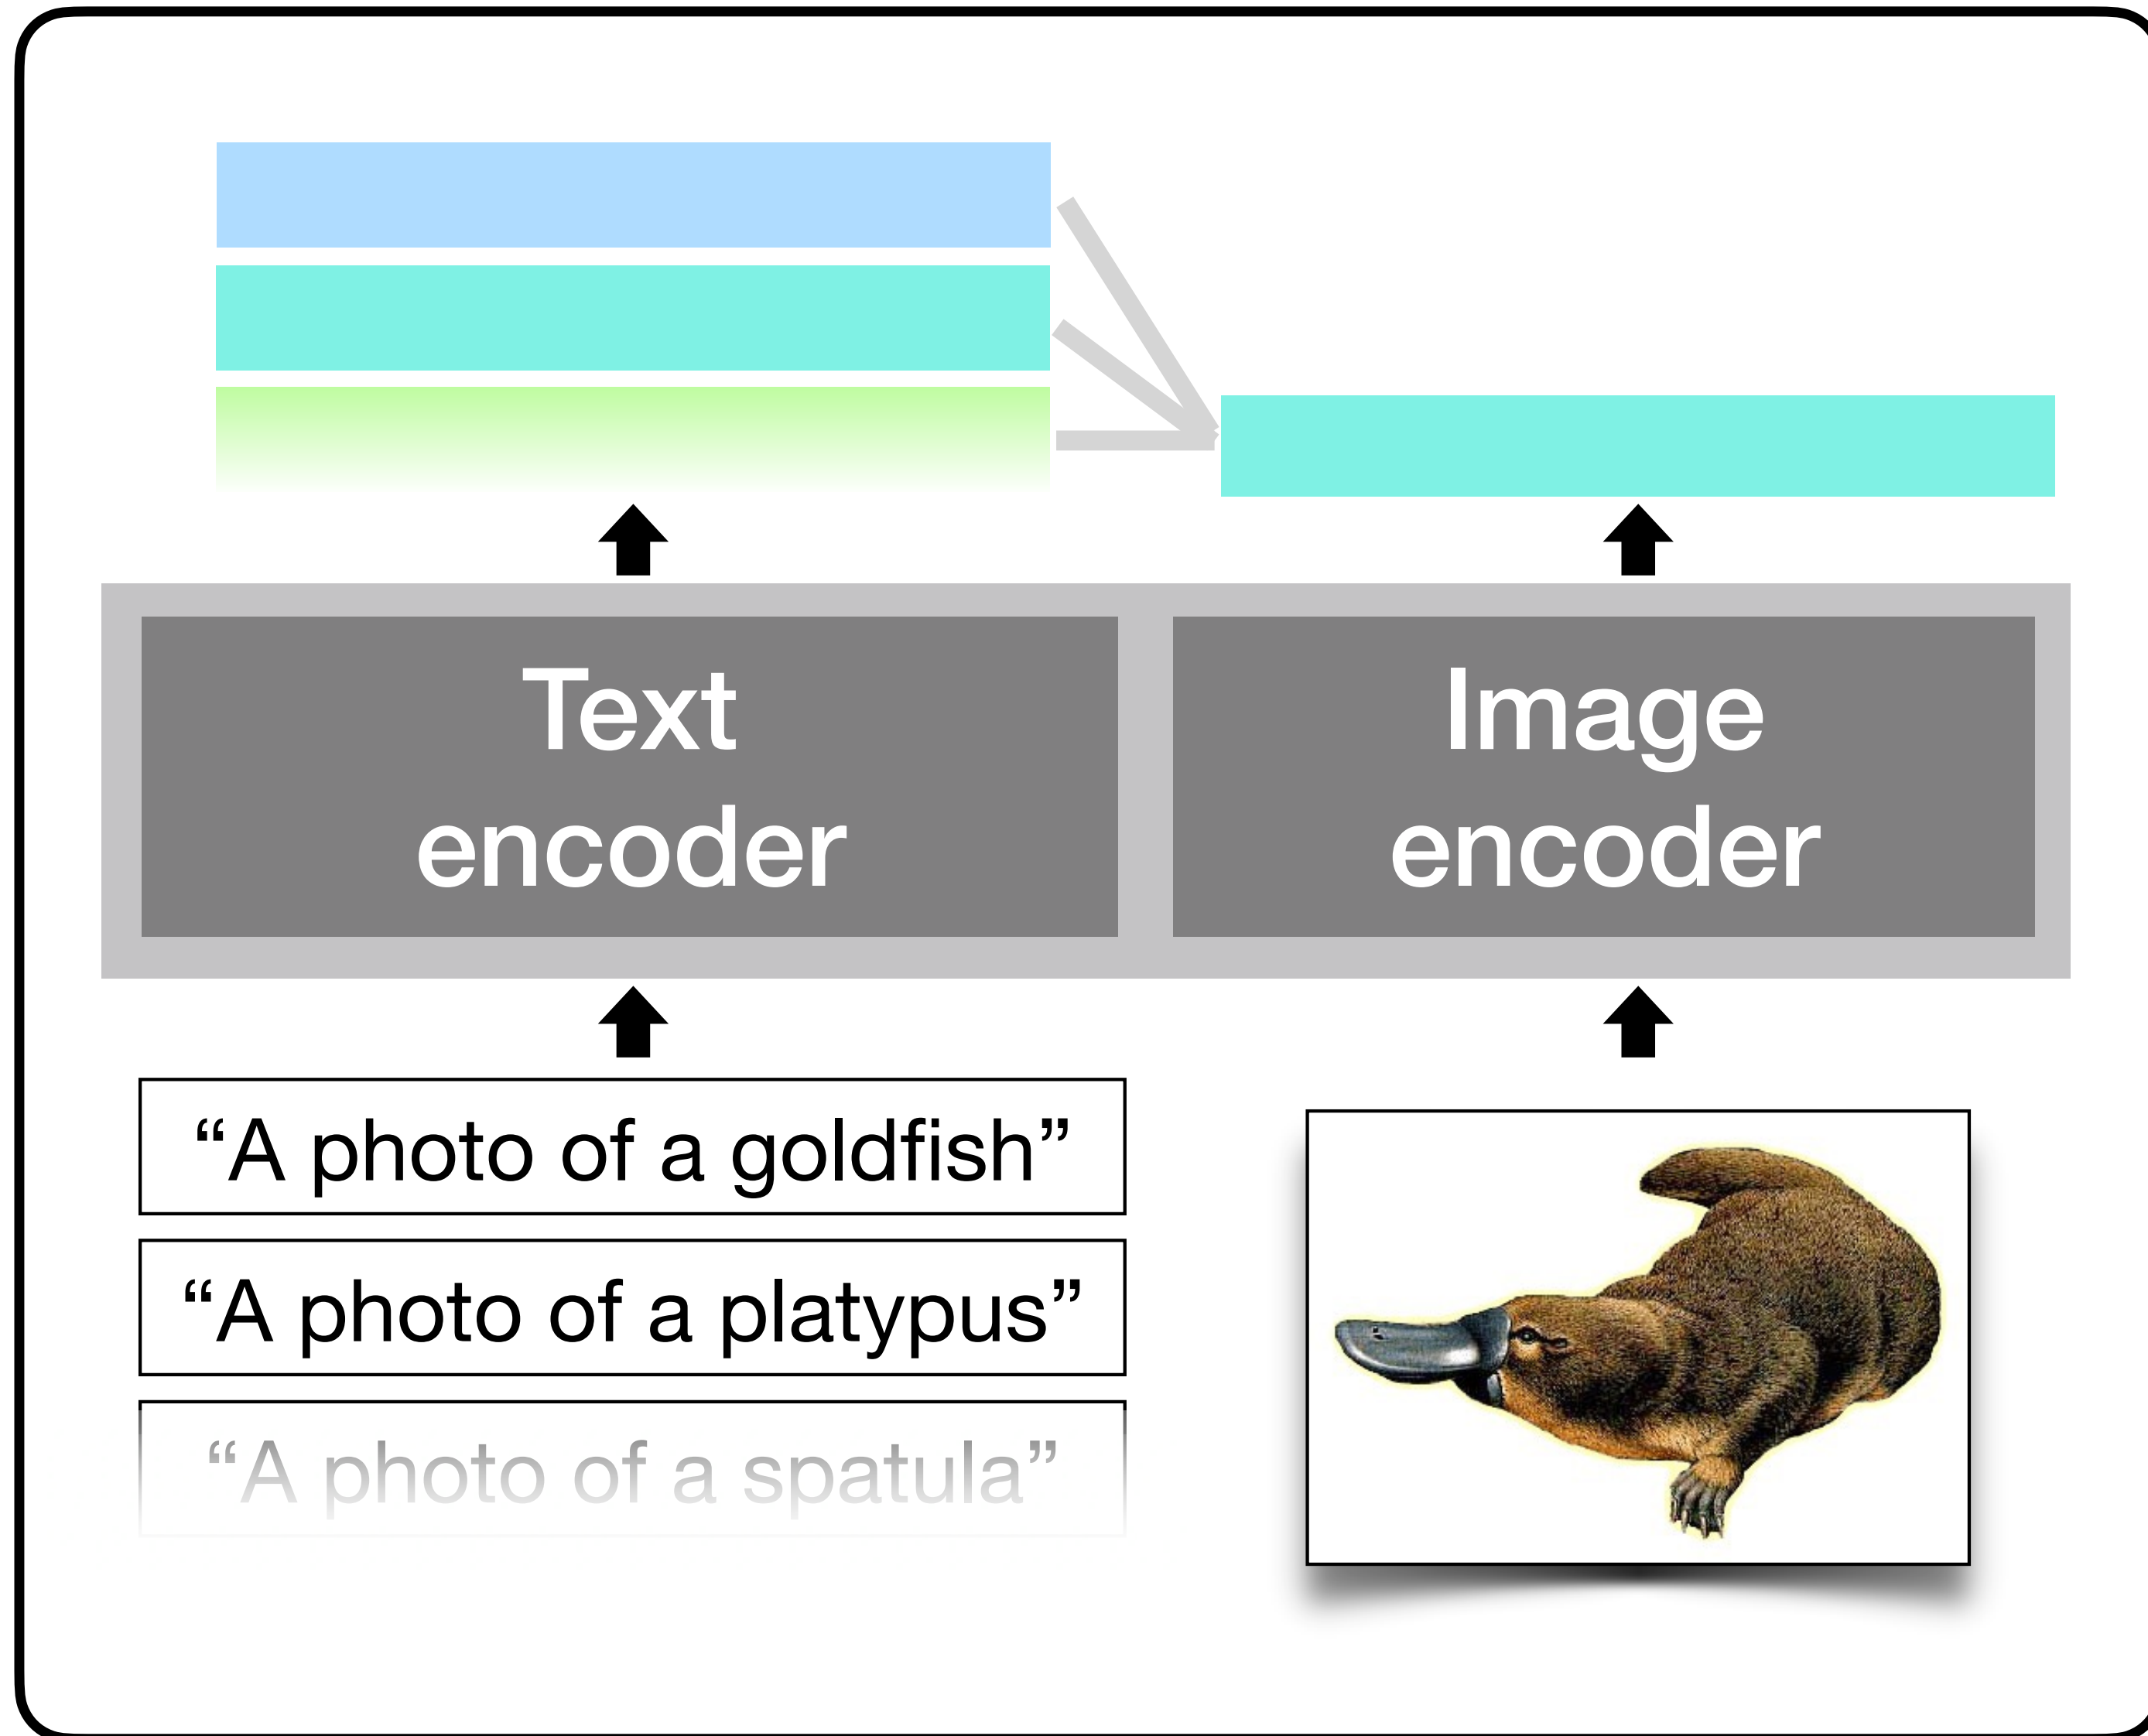 Text
encoder
Image
encoder
“A photo of a goldfish”
“A photo of a platypus”
“A photo of a spatula”